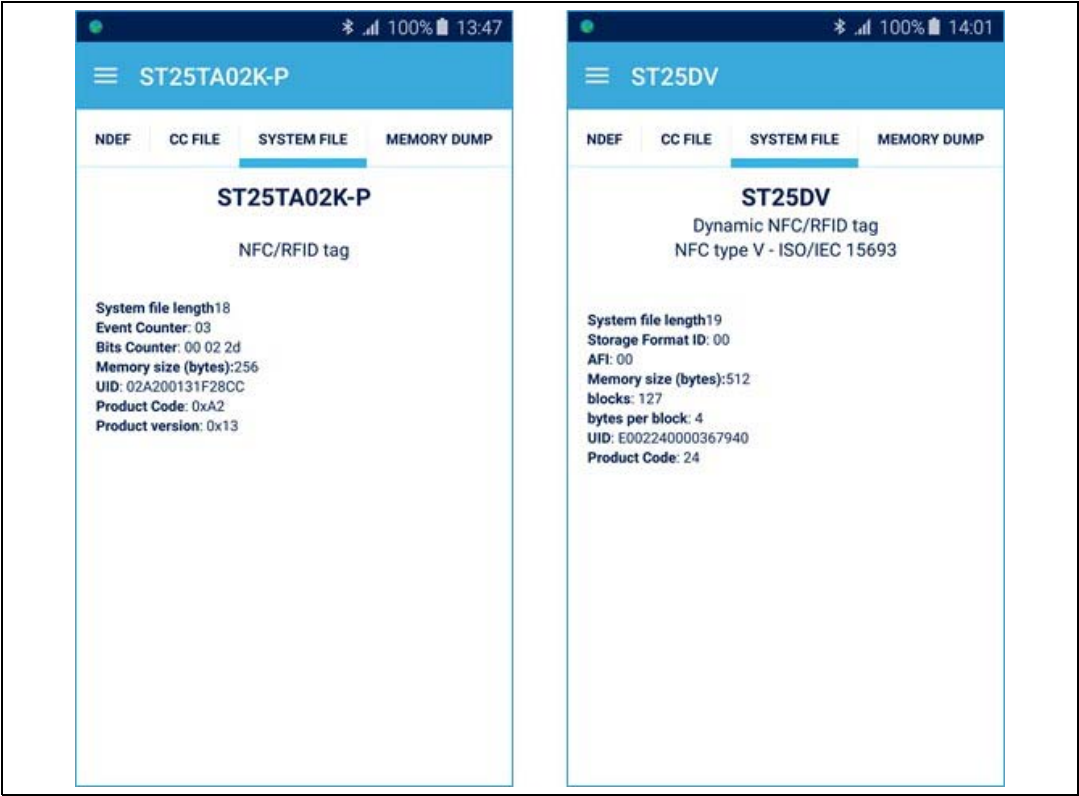 100% 13:47
ST25TA02K-P
NDEF CC FILE SYSTEM FILE MEMORY DUMP
ST25TA02K-P
NFC/RFID tag
System file length18
Event Counter: 03
Bits Counter: 00 02 2d
Memory size (bytes):256
UID: 02A200131F28CC
Product Code: 0xA2
Product version: 0x13
100% 14:01
ST25DV
NDEF CC FILE SYSTEM FILE MEMORY DUMP
ST25DV
Dynamic NFC/RFID tag
NFC type V - ISO/IEC 15693
System file length19
Storage Format ID: 00
AFI: 00
Memory size (bytes):512
blocks: 127
bytes per block: 4
UID: E002240000367940
Product Code: 24